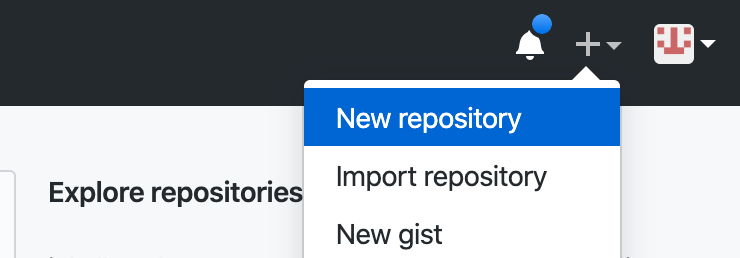 New repository
Import repository
Explore repositories
New gist